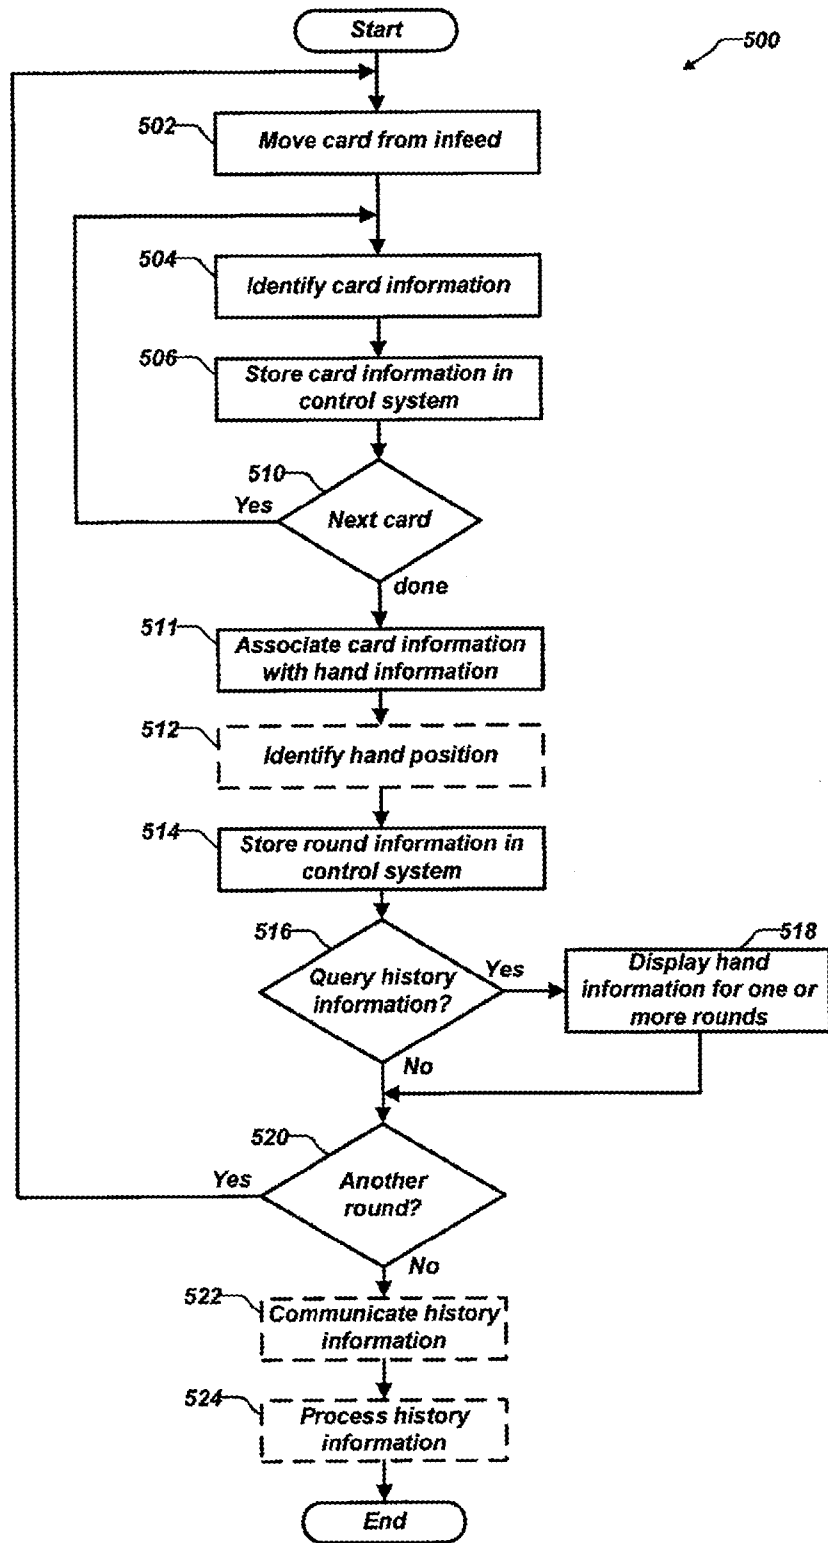 Start
500
502
Move card from infeed
504
Identify card information
506
Store card information in
control system
510
Yes
Next card
done
511
Associate card information
with hand information
512
Identify hand position
514
Store round information in
control system
516
Query history
information?
Yes
518
Display hand
information for one or
more rounds
No
520
Yes
Another
round?
No
522
Communicate history
information
524
Process history
information
End